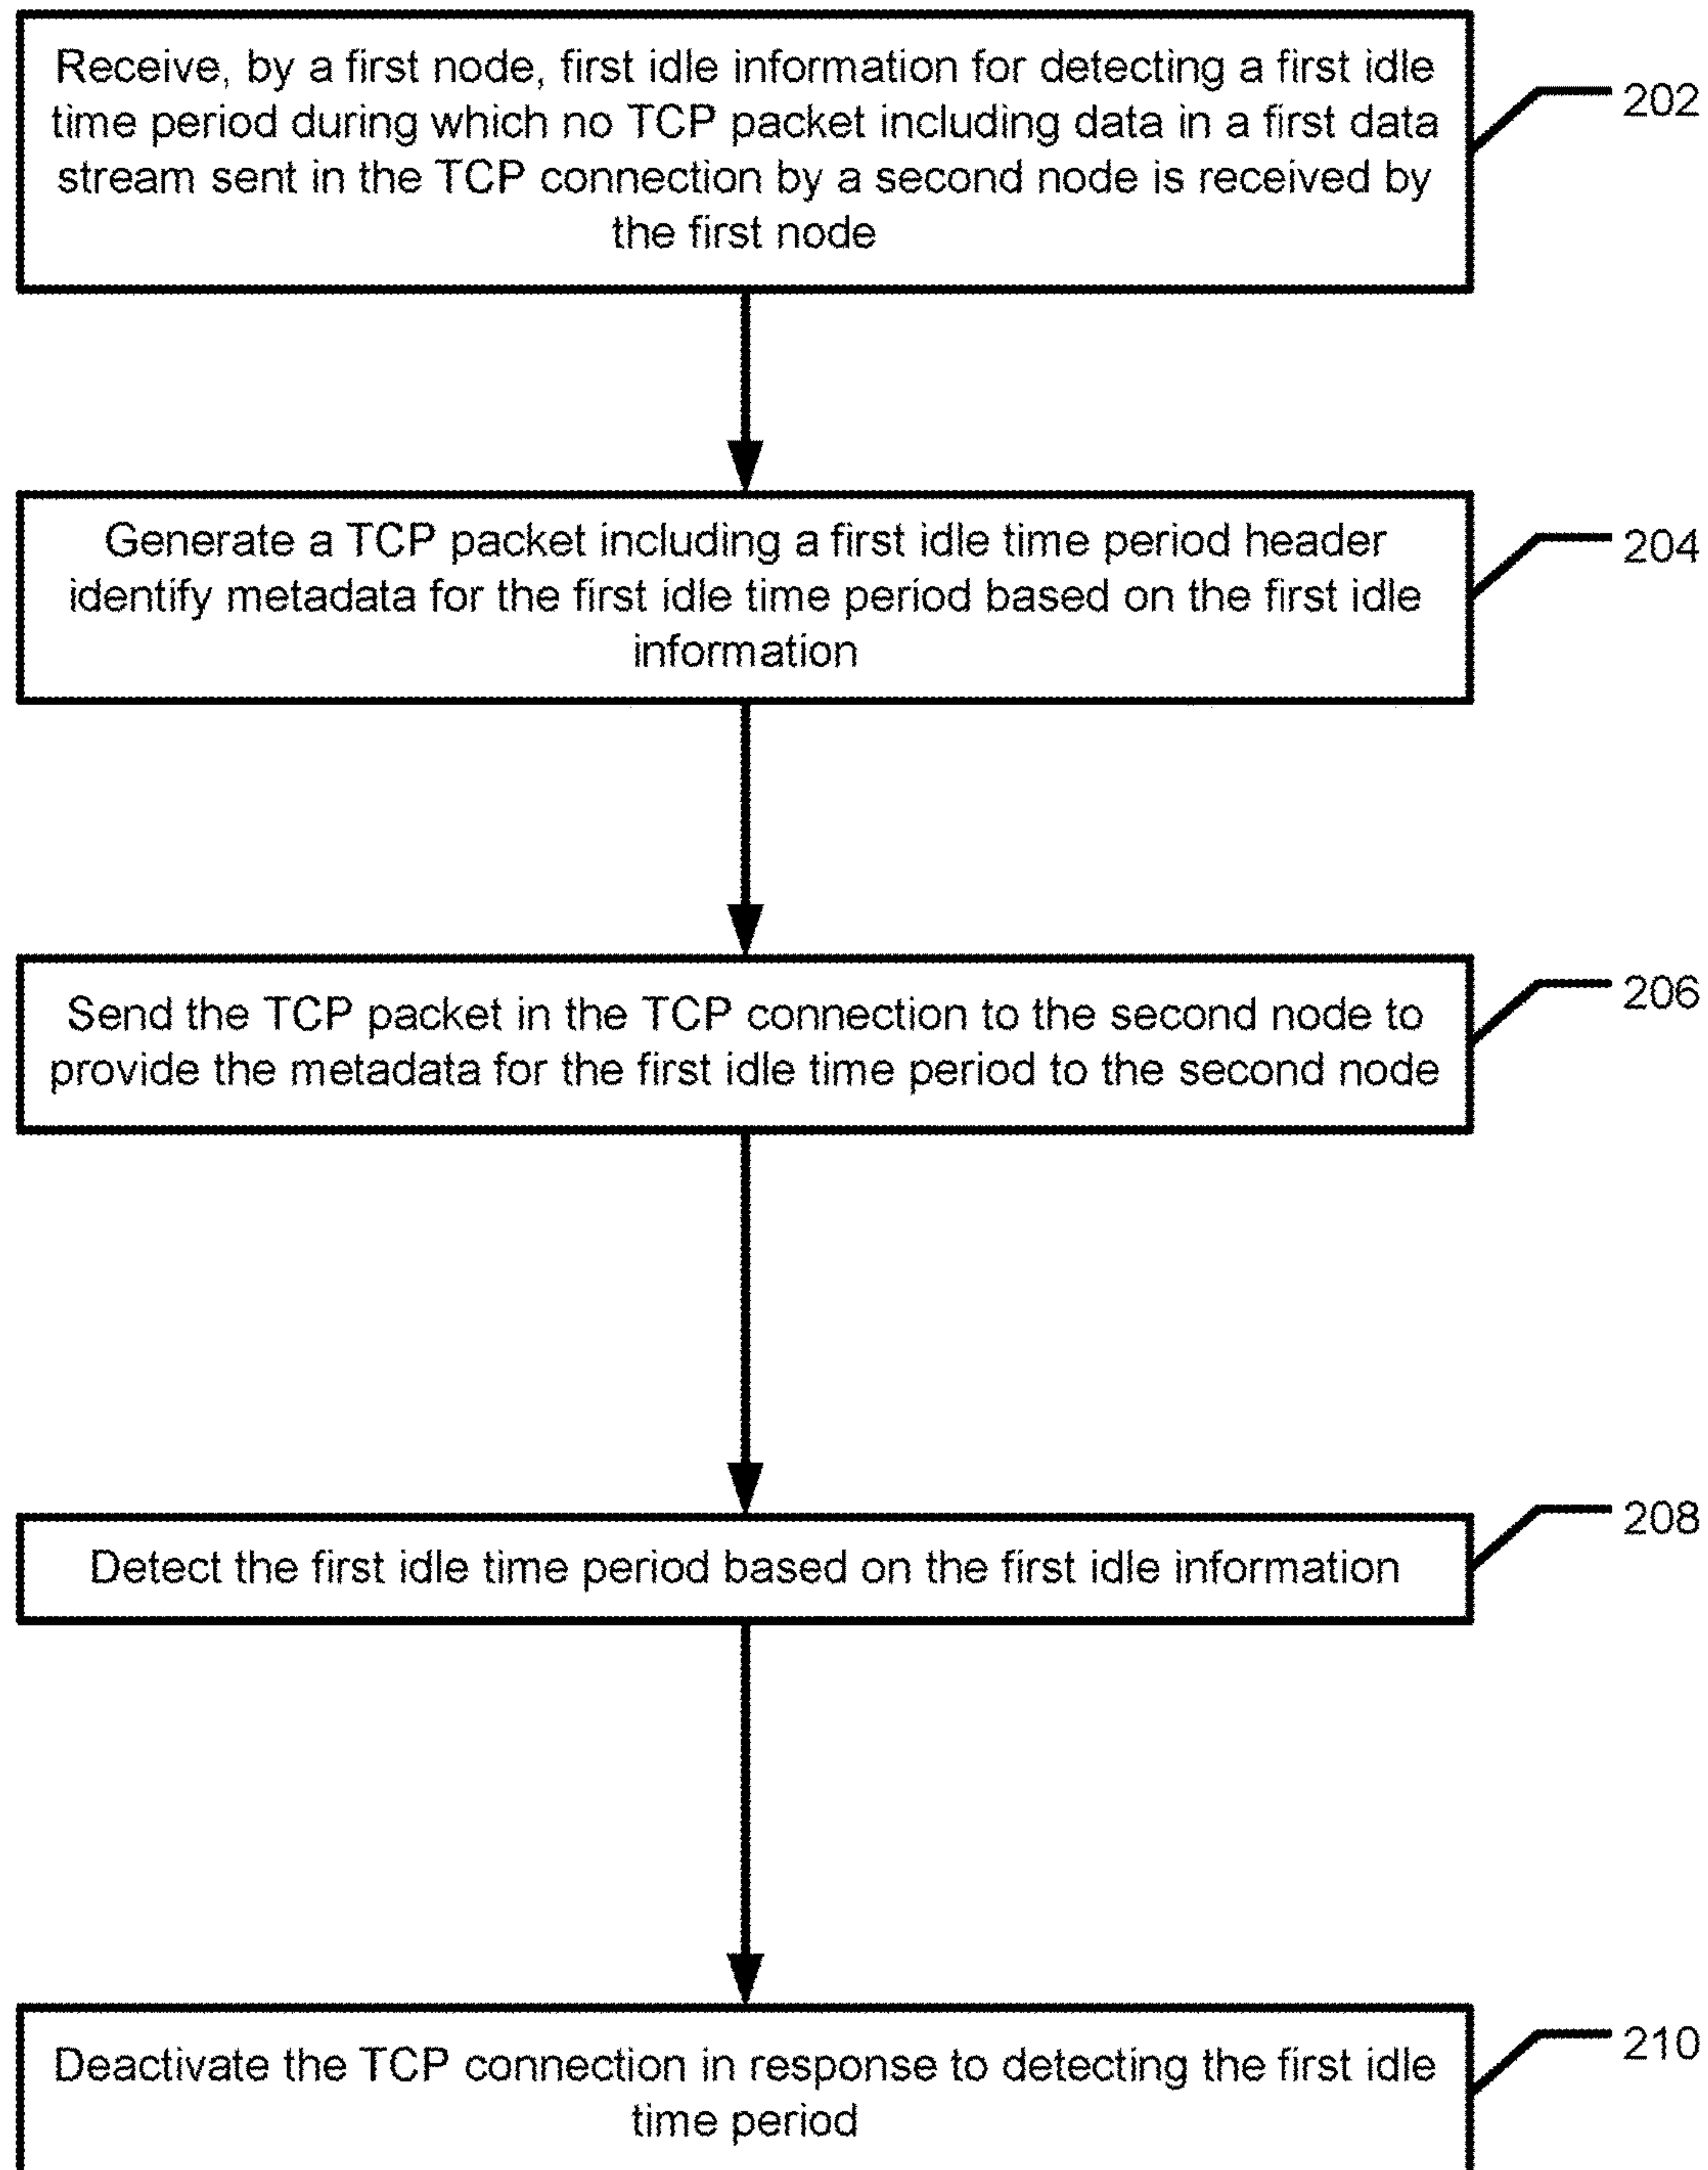 Receive, by a first node, first idle information for detecting a first idle
time period during which no TCP packet including data in a first data
stream sent in the TCP connection by a second node is received by
the first node
202
Generate a TCP packet including a first idle time period header
identify metadata for the first idle time period based on the first idle
information
204
Send the TCP packet in the TCP connection to the second node to
provide the metadata for the first idle time period to the second node
206
Detect the first idle time period based on the first idle information
208
Deactivate the TCP connection in response to detecting the first idle
time period
210